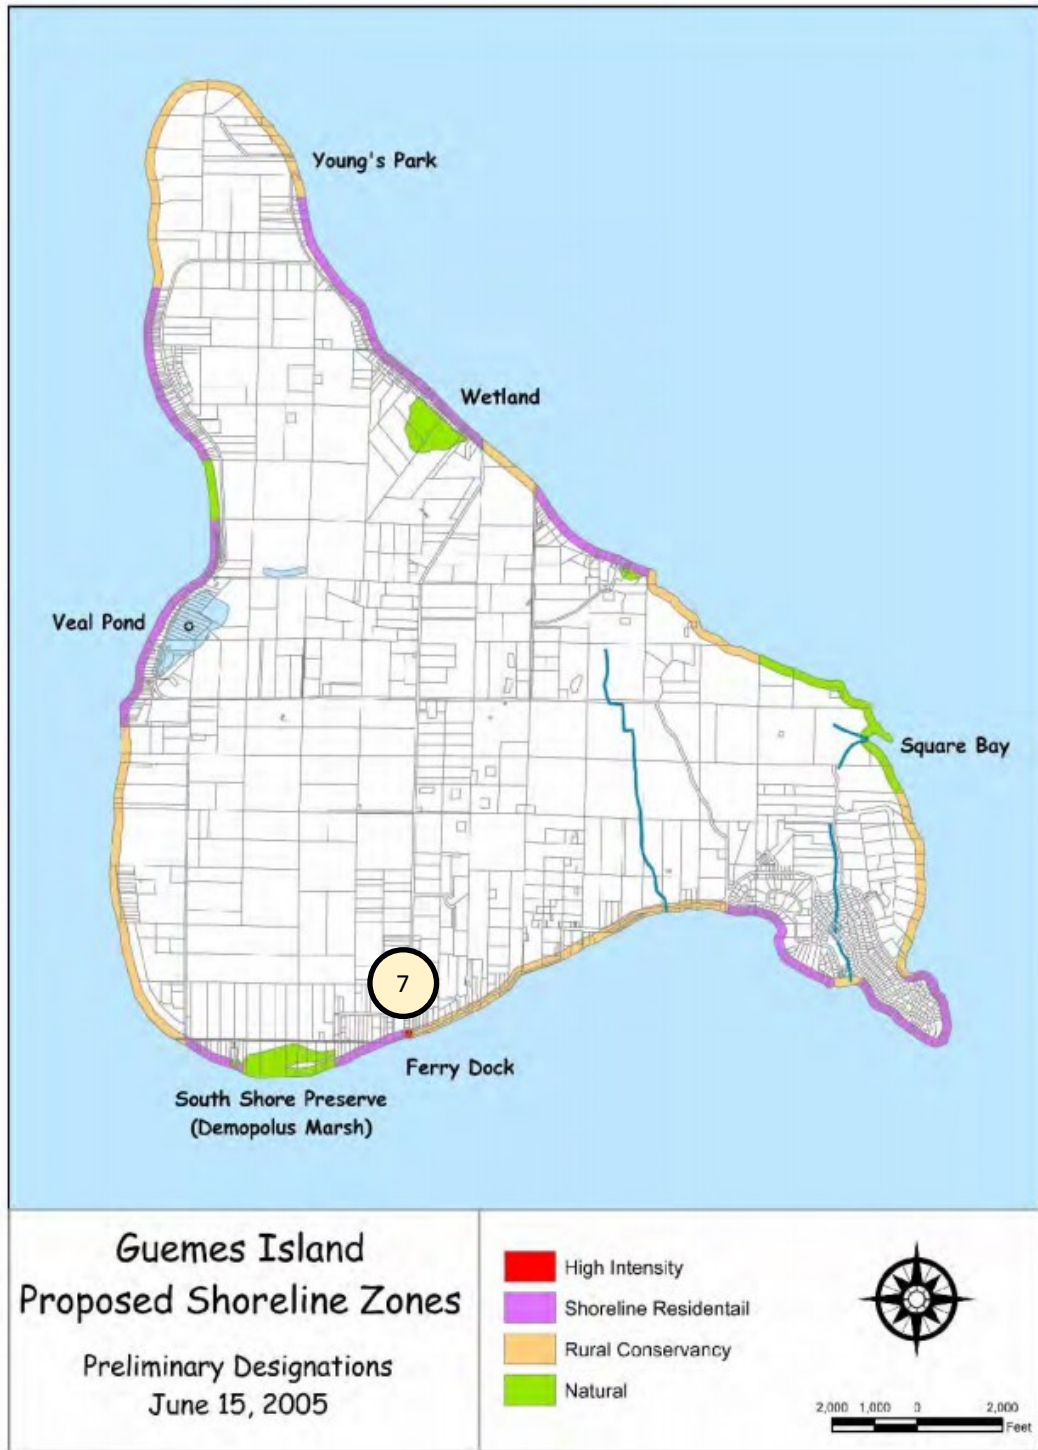 Young's Park
Wetland
Veal Pond
Square Bay
7
Ferry Dock
South Shore Preserve
(Demopolus Marsh)
Guemes Island
Proposed Shoreline Zones
Preliminary Designations
June 15, 2005
High Intensity
Shoreline Residentail
Rural Conservancy
Natural
2,000 1,000 0 2,000
Feet